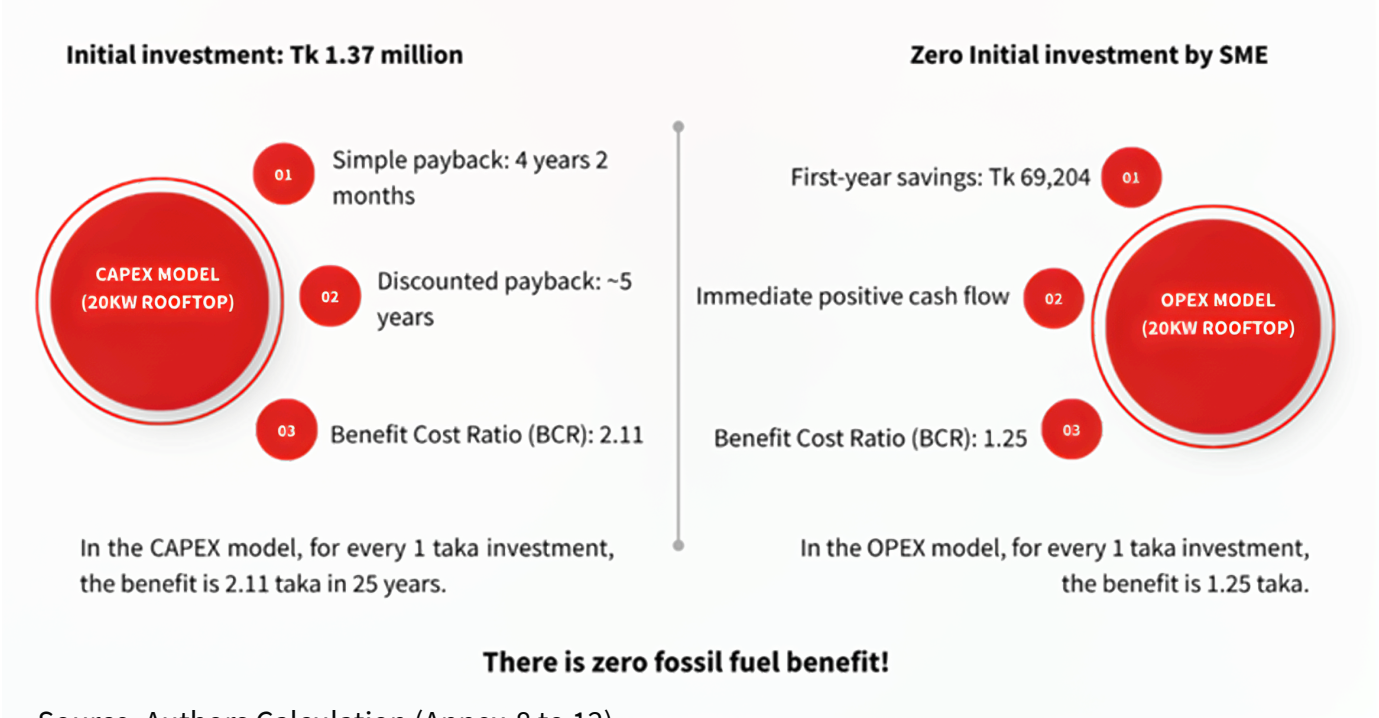 Initial investment: Tk 1.37 million
01
Simple payback: 4 years 2
months
CAPEX MODEL
(20KW ROOFTOP)
02
Discounted payback: ~5
years
03
Benefit Cost Ratio (BCR): 2.11
In the CAPEX model, for every 1 taka investment,
the benefit is 2.11 taka in 25 years.
Zero Initial investment by SME
First-year savings: Tk 69,204
01
Immediate positive cash flow
02
OPEX MODEL
(20KW ROOFTOP)
Benefit Cost Ratio (BCR): 1.25
03
In the OPEX model, for every 1 taka investment,
the benefit is 1.25 taka.
There is zero fossil fuel benefit!
Source: Authors Calculation (Annex-8 to 12)